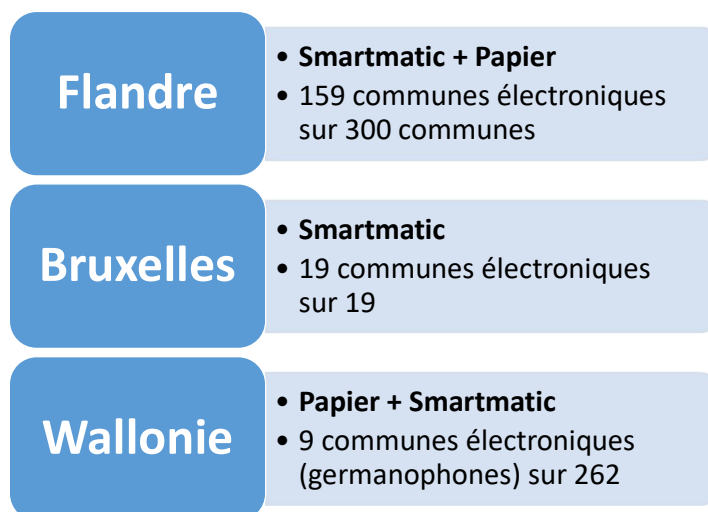 Flandre
• Smartmatic + Papier
• 159 communes électroniques
sur 300 communes
Bruxelles
• Smartmatic
• 19 communes électroniques
sur 19
Wallonie
• Papier + Smartmatic
• 9 communes électroniques
(germanophones) sur 262